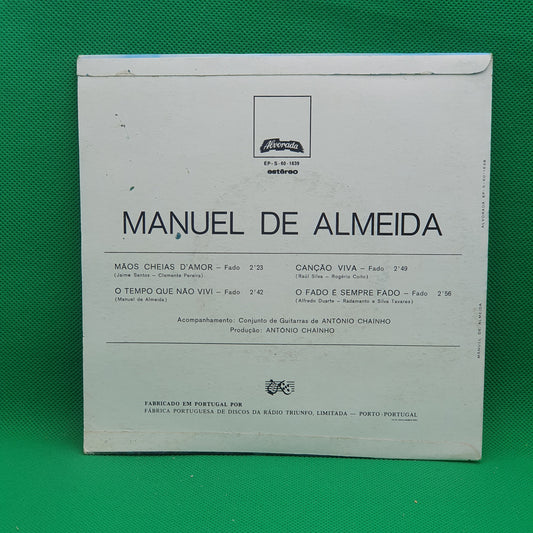 Alvorada
EP - S - 60 - 1639
estéreo
MANUEL DE ALMEIDA
MÃOS CHEIAS D'AMOR — Fado 2'23
(Jaime Santos – Clemente Pereira)
O TEMPO QUE NÃO VIVI — Fado 2'42
(Manuel de Almeida)
CANÇÃO VIVA — Fado 2'49
(Raúl Silva – Rogério Coito)
O FADO É SEMPRE FADO — Fado 2'56
(Alfredo Duarte – Radamanto e Silva Tavares)
Acompanhamento: Conjunto de Guitarras de ANTÓNIO CHAINHO
Produção: ANTÓNIO CHAINHO
FABRICADO EM PORTUGAL POR
FÁBRICA PORTUGUESA DE DISCOS DA RÁDIO TRIUNFO, LIMITADA — PORTO-PORTUGAL
MANUEL DE ALMEIDA